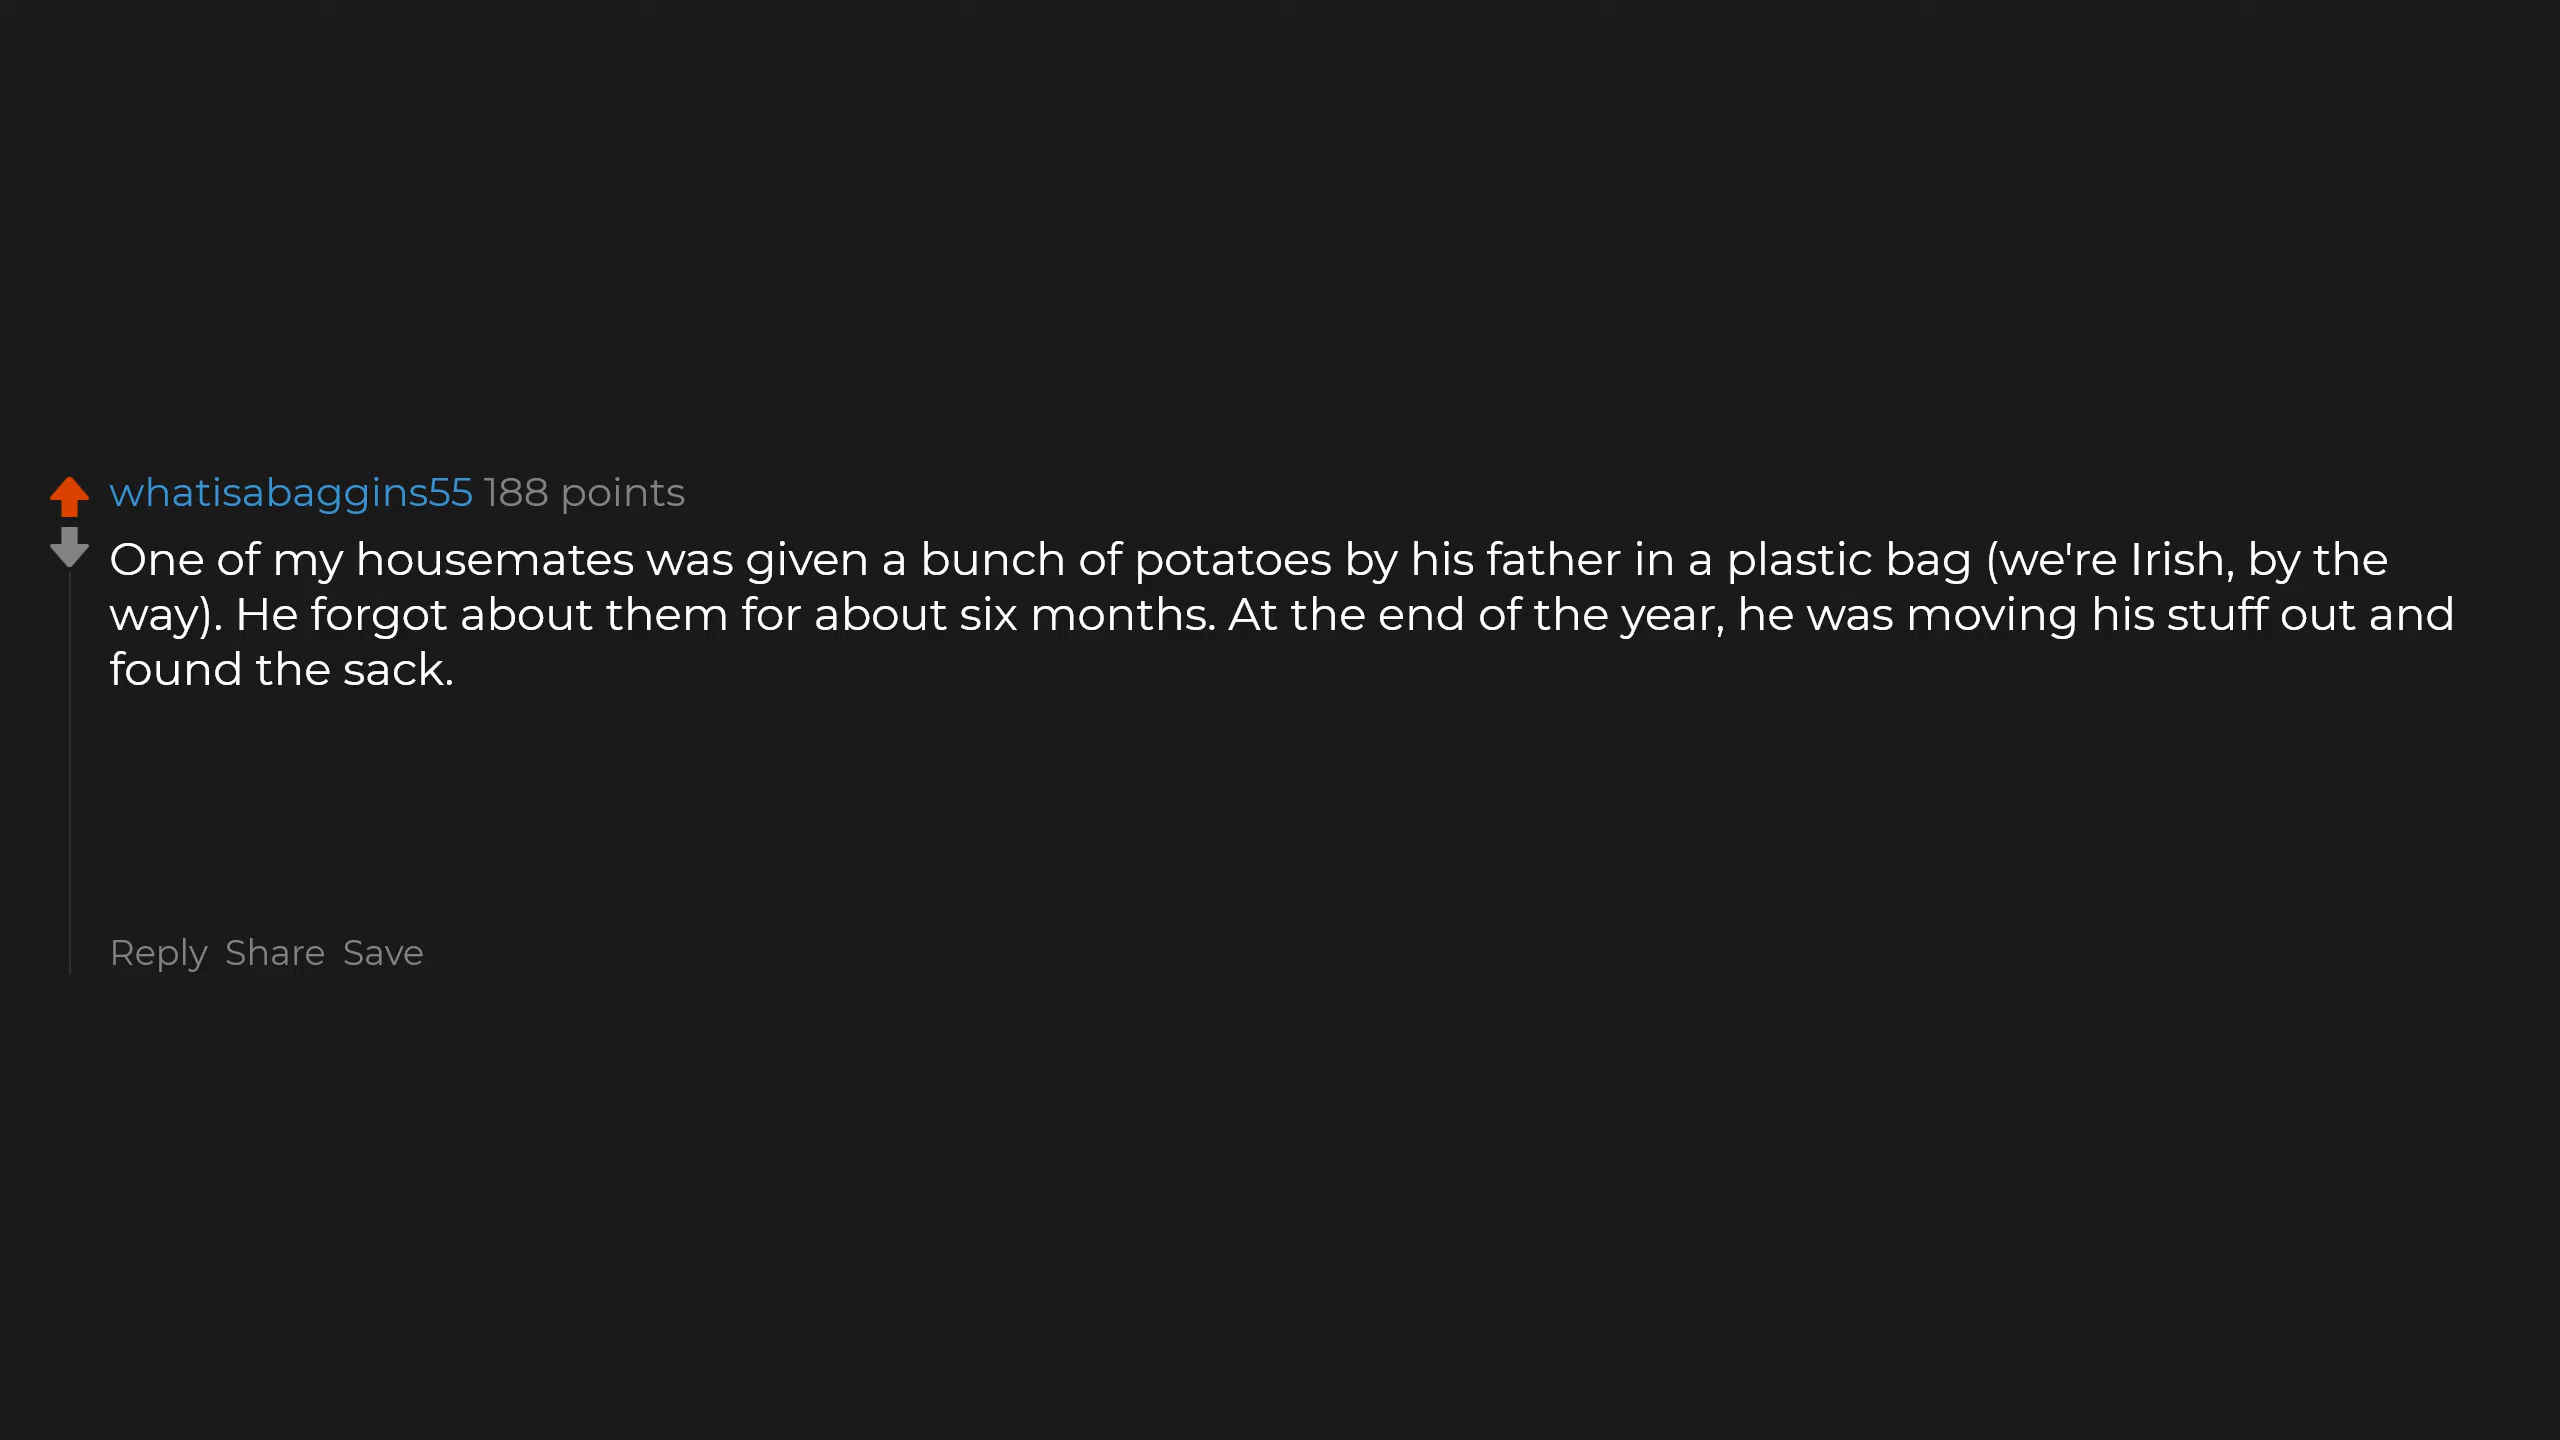 whatisabaggins55 188 points
One of my housemates was given a bunch of potatoes by his father in a plastic bag (we're Irish, by the
way). He forgot about them for about six months. At the end of the year, he was moving his stuff out and
found the sack.
Reply Share Save